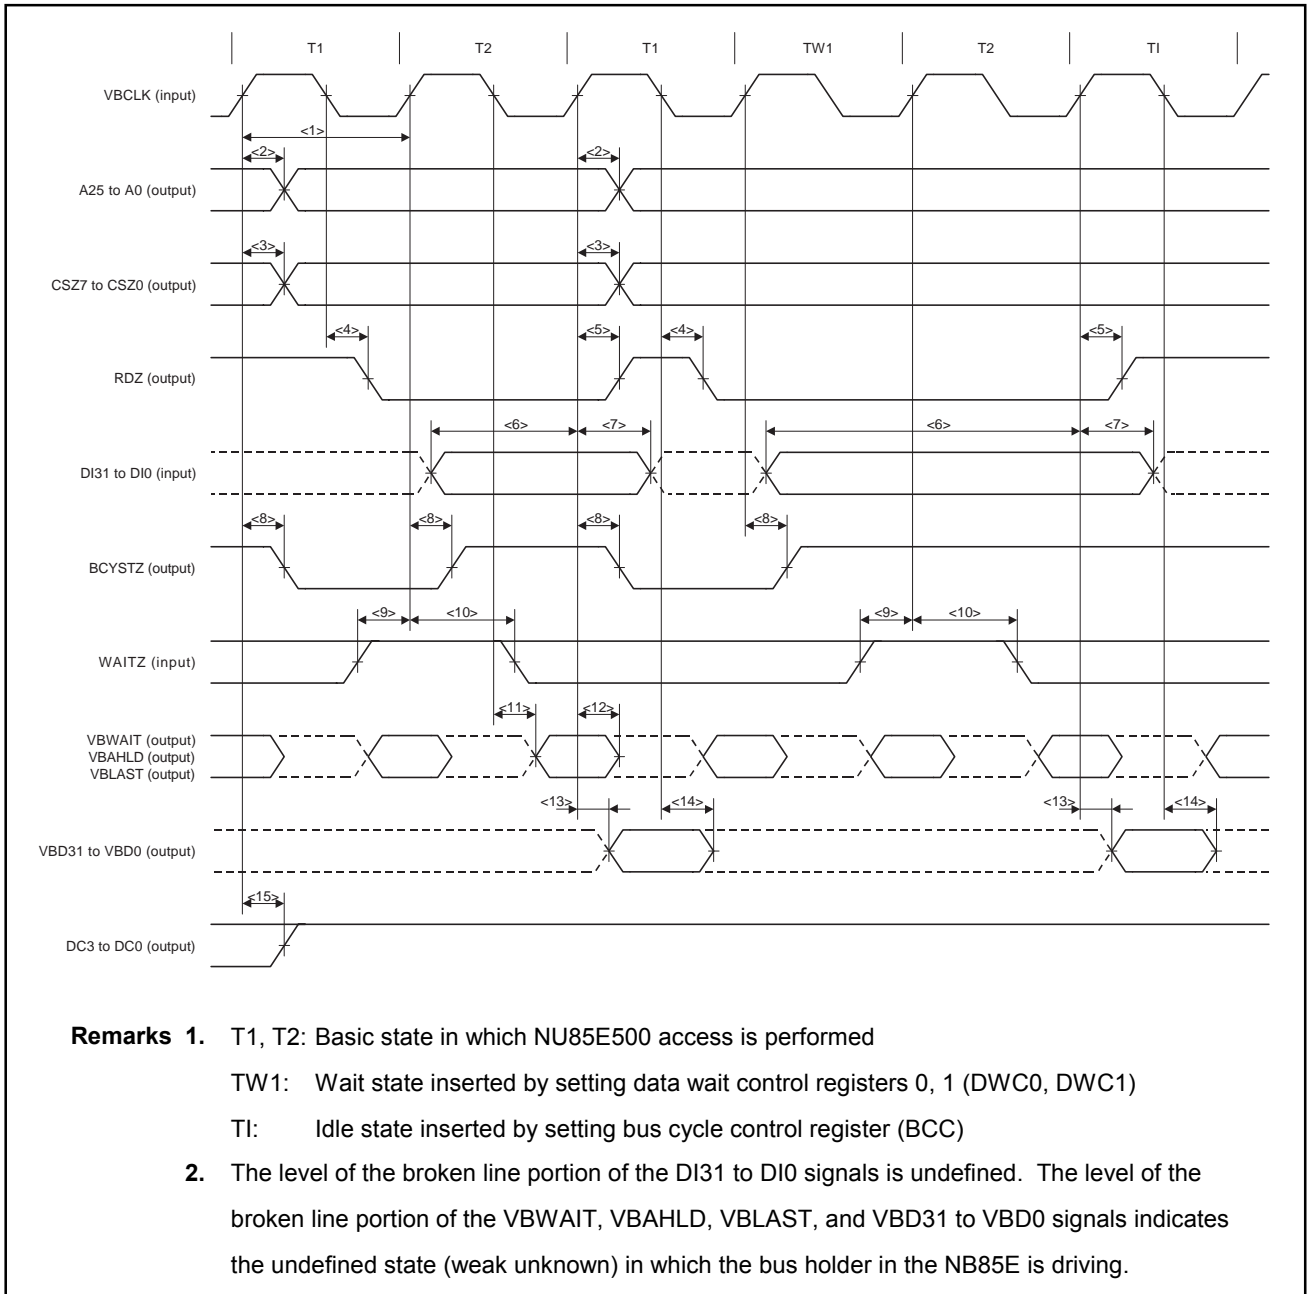 T1 T2 T1 TW1 T2 TI
VBCLK (input)
<1>
<2> <2>
A25 to A0 (output)
<3> <3>
CSZ7 to CSZ0 (output)
<4> <5> <4> <5>
RDZ (output)
<6> <7> <6> <7>
DI31 to DI0 (input)
<8> <8> <8> <8>
BCYSTZ (output)
<9> <10> <9> <10>
WAITZ (input)
<11> <12>
VBWAIT (output)
VBAHLD (output)
VBLAST (output)
<13> <14> <13> <14>
VBD31 to VBD0 (output)
<15>
DC3 to DC0 (output)
Remarks 1. T1, T2: Basic state in which NU85E500 access is performed
TW1: Wait state inserted by setting data wait control registers 0, 1 (DWC0, DWC1)
TI: Idle state inserted by setting bus cycle control register (BCC)
2. The level of the broken line portion of the DI31 to DI0 signals is undefined. The level of the
broken line portion of the VBWAIT, VBAHLD, VBLAST, and VBD31 to VBD0 signals indicates
the undefined state (weak unknown) in which the bus holder in the NB85E is driving.